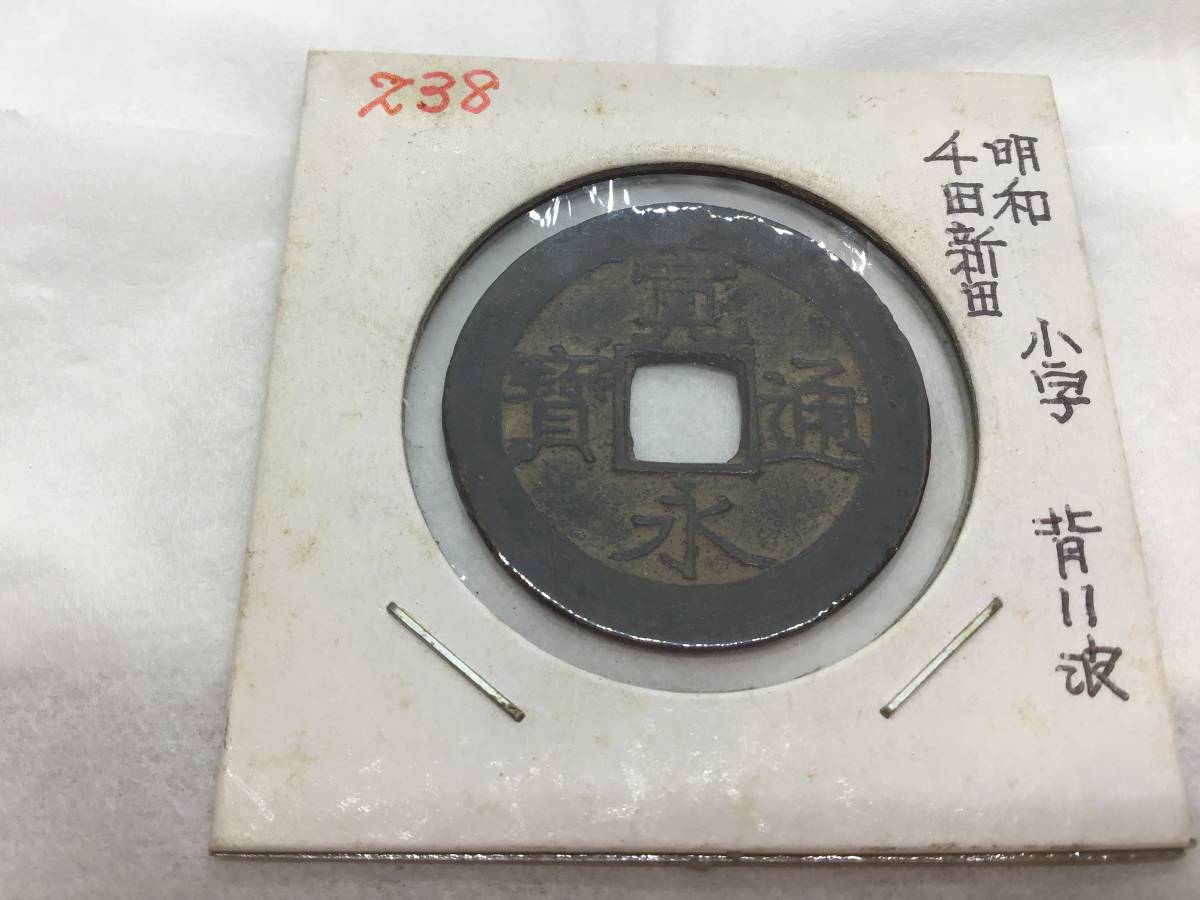 238
明和 小字 背11波
千田新田
寛永通寳